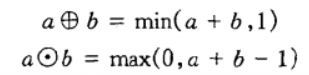 a ⊕ b = min(a + b,1)
a⊙b = max(0,a + b − 1)